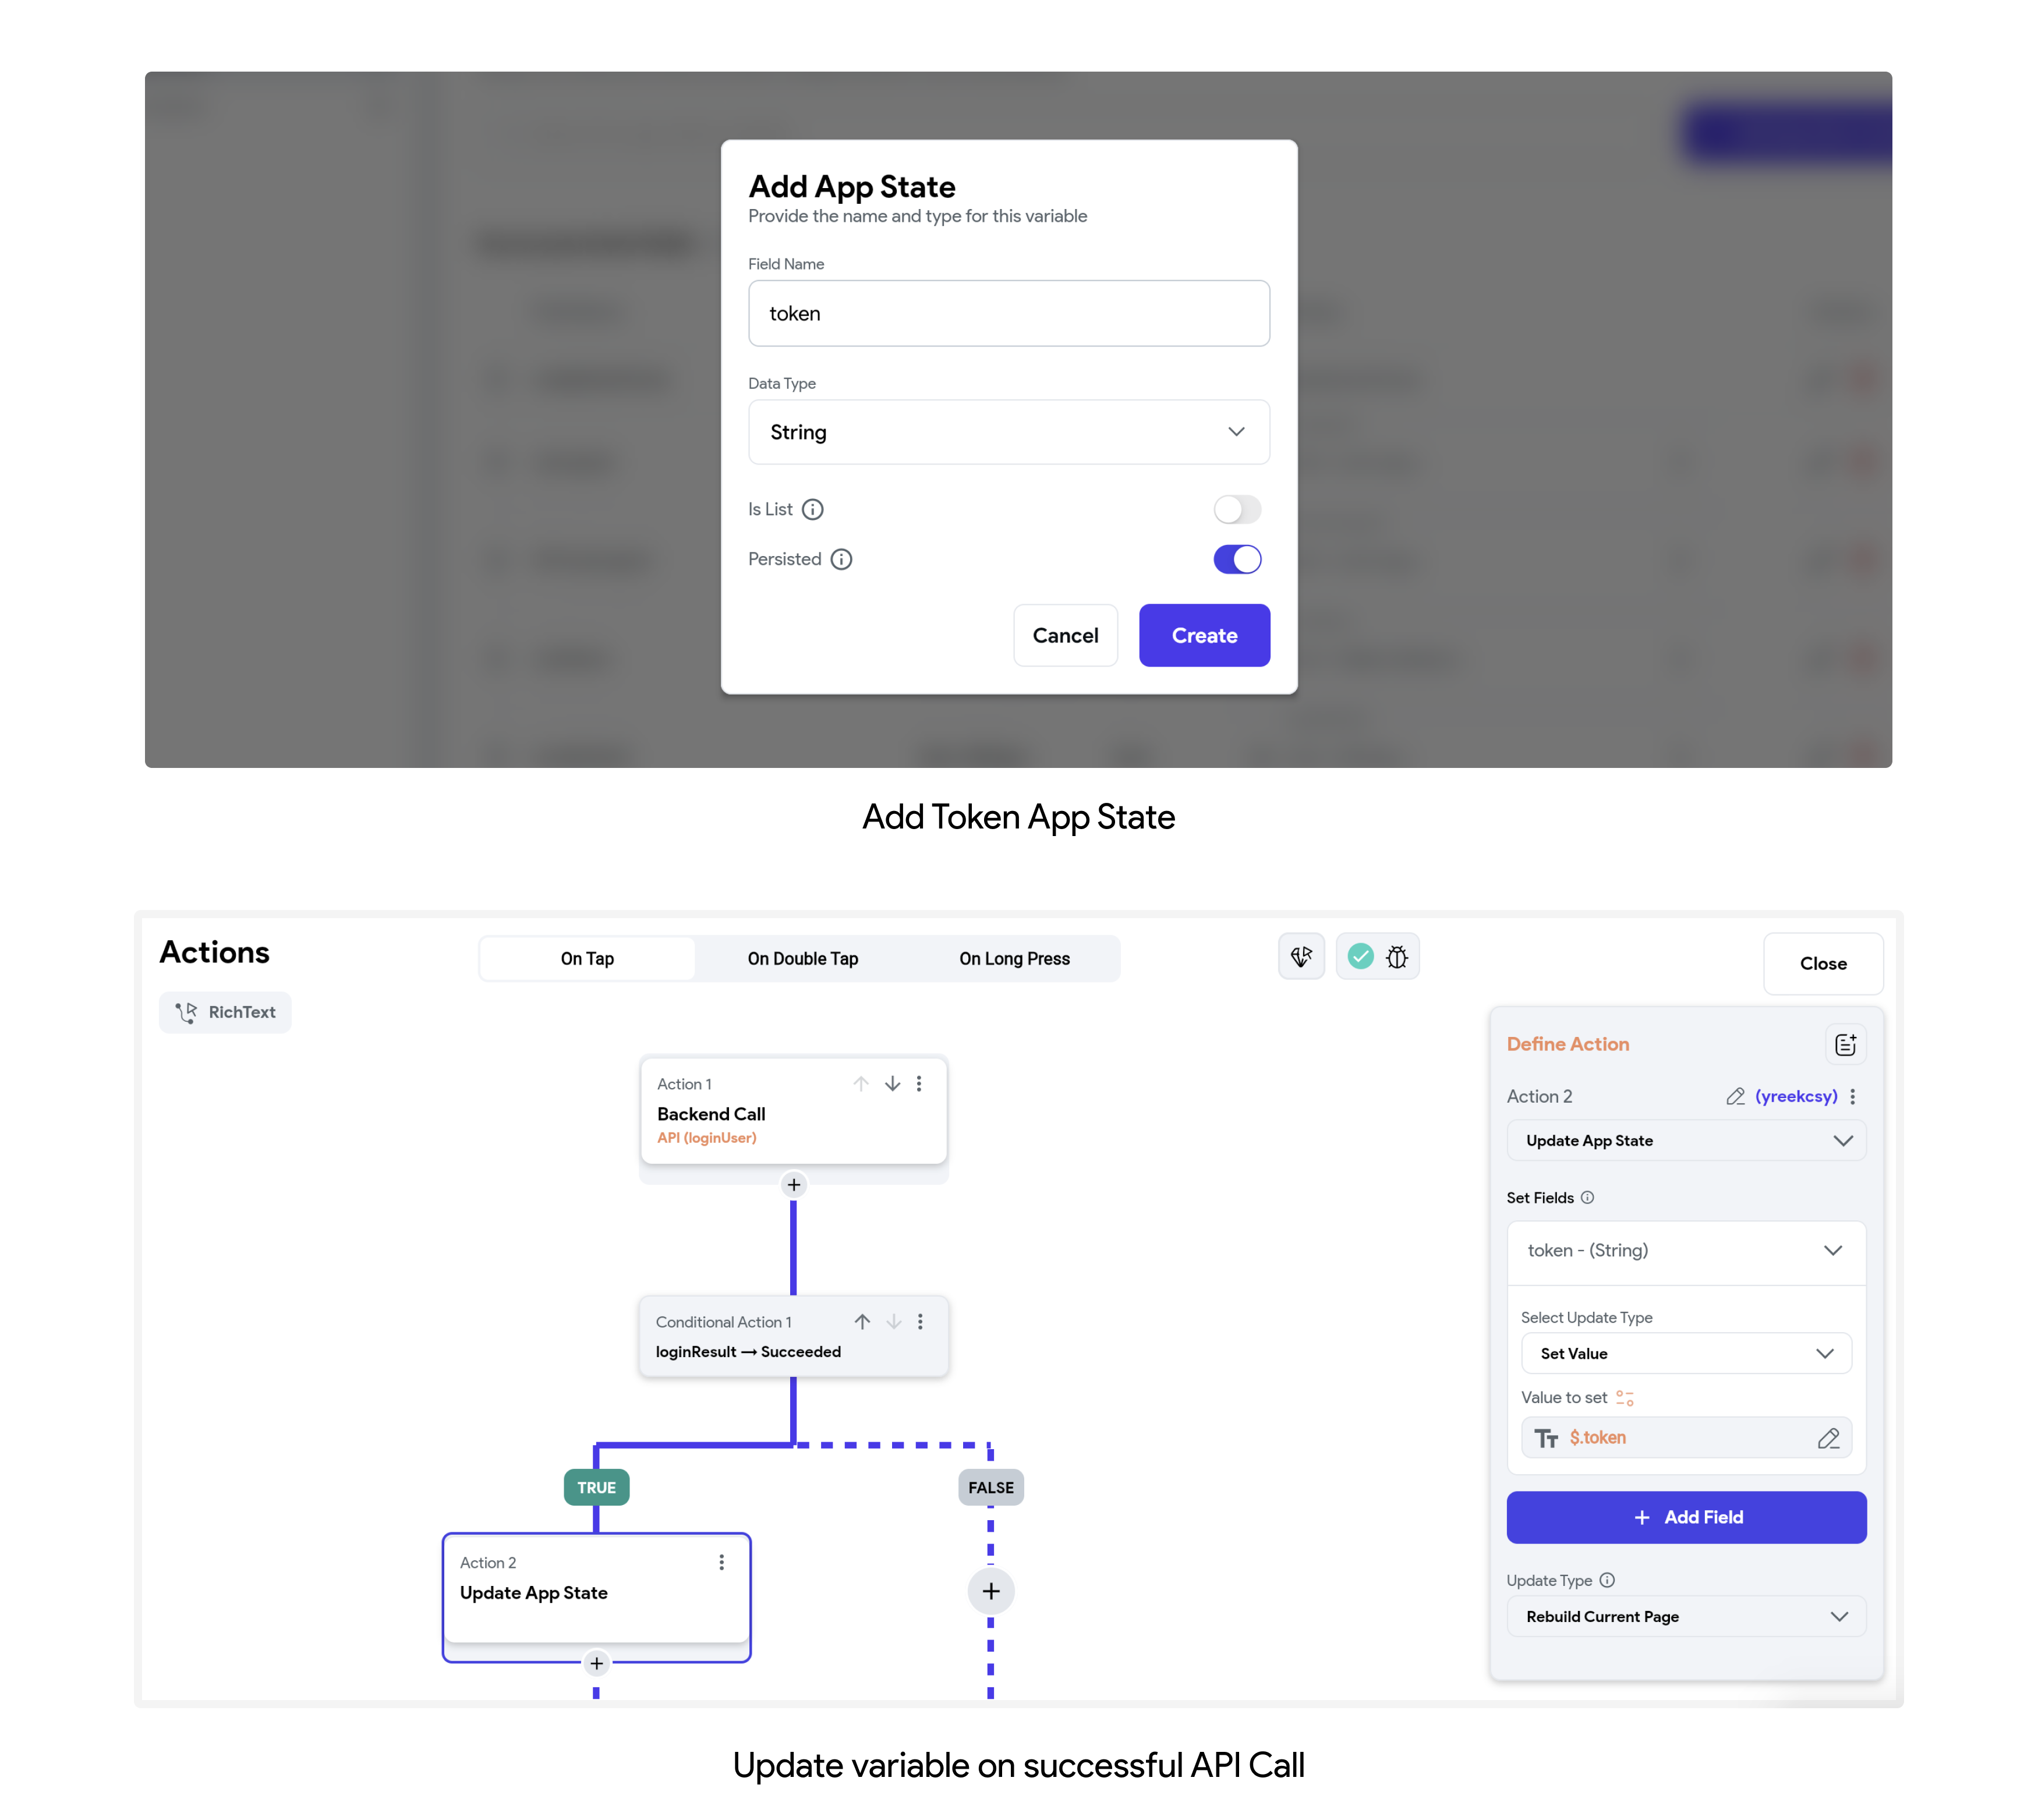 Add App State
Provide the name and type for this variable
Field Name
token
Data Type
String
Is List
Persisted
Cancel
Create
Add Token App State
Actions
On Tap
On Double Tap
On Long Press
Close
RichText
Action 1
Backend Call
API (loginUser)
Conditional Action 1
loginResult → Succeeded
TRUE
FALSE
Action 2
Update App State
Define Action
Action 2
(yreekcsy)
Update App State
Set Fields
token - (String)
Select Update Type
Set Value
Value to set
Tт $.token
+ Add Field
Update Type
Rebuild Current Page
Update variable on successful API Call